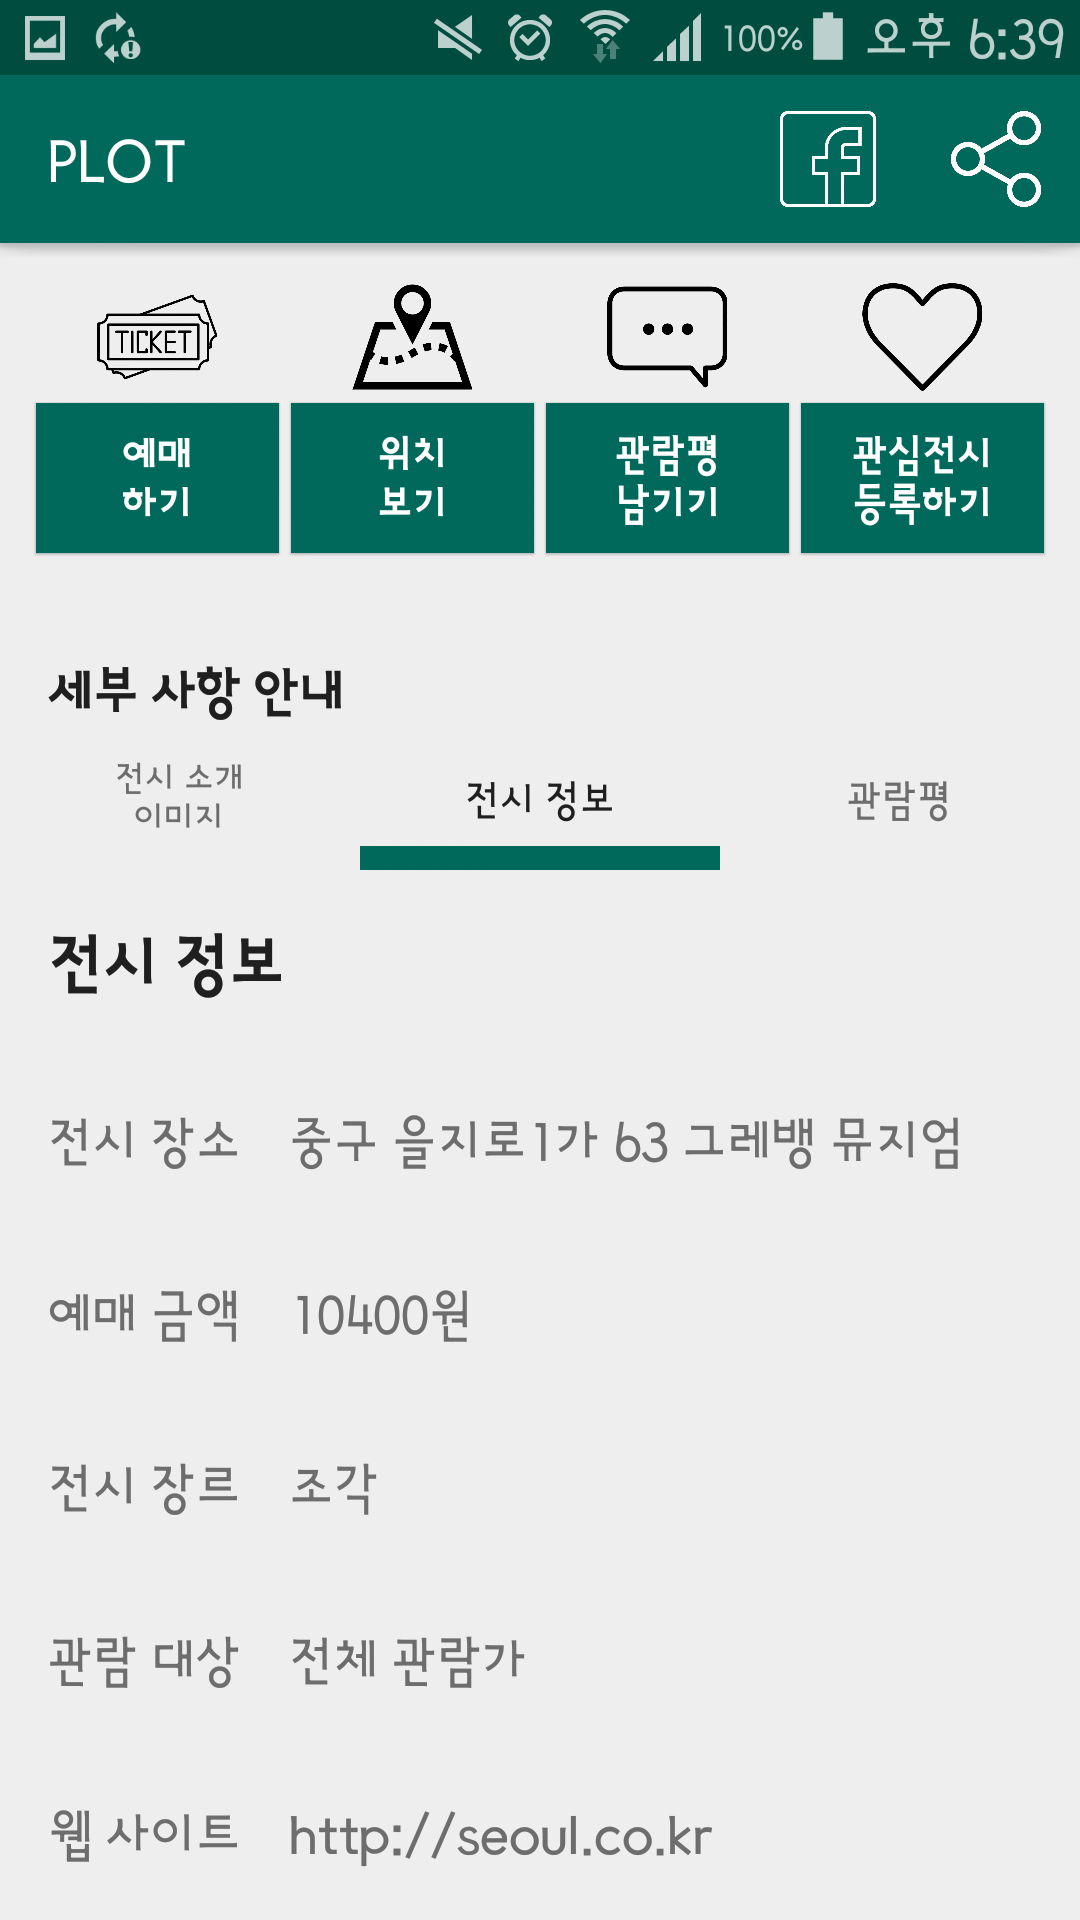 100% 오후 6:39
PLOT
TICKET
예매
하기
위치
보기
관람평
남기기
관심전시
등록하기
세부 사항 안내
전시 소개
이미지
전시 정보
관람평
전시 정보
전시 장소 중구 을지로1가 63 그레뱅 뮤지엄
예매 금액 10400원
전시 장르 조각
관람 대상 전체 관람가
웹 사이트 http://seoul.co.kr